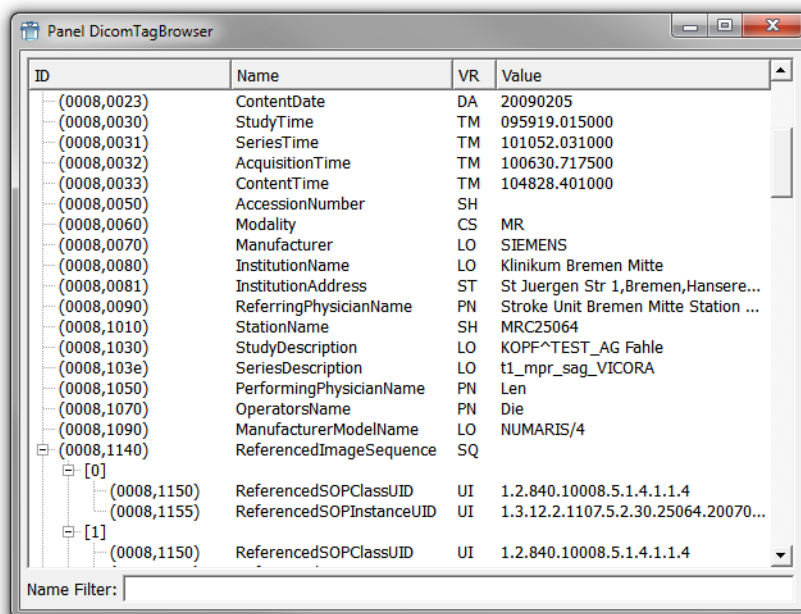 Panel DicomTagBrowser
ID Name VR Value
(0008,0023) ContentDate DA 20090205
(0008,0030) StudyTime TM 095919.015000
(0008,0031) SeriesTime TM 101052.031000
(0008,0032) AcquisitionTime TM 100630.717500
(0008,0033) ContentTime TM 104828.401000
(0008,0050) AccessionNumber SH
(0008,0060) Modality CS MR
(0008,0070) Manufacturer LO SIEMENS
(0008,0080) InstitutionName LO Klinikum Bremen Mitte
(0008,0081) InstitutionAddress ST St Juergen Str 1,Bremen,Hansere...
(0008,0090) ReferringPhysicianName PN Stroke Unit Bremen Mitte Station ...
(0008,1010) StationName SH MRC25064
(0008,1030) StudyDescription LO KOPF^TEST_AG Fahle
(0008,103e) SeriesDescription LO t1_mpr_sag_VICORA
(0008,1050) PerformingPhysicianName PN Len
(0008,1070) OperatorsName PN Die
(0008,1090) ManufacturerModelName LO NUMARIS/4
(0008,1140) ReferencedImageSequence SQ
[0]
(0008,1150) ReferencedSOPClassUID UI 1.2.840.10008.5.1.4.1.1.4
(0008,1155) ReferencedSOPInstanceUID UI 1.3.12.2.1107.5.2.30.25064.20070...
[1]
(0008,1150) ReferencedSOPClassUID UI 1.2.840.10008.5.1.4.1.1.4
Name Filter: